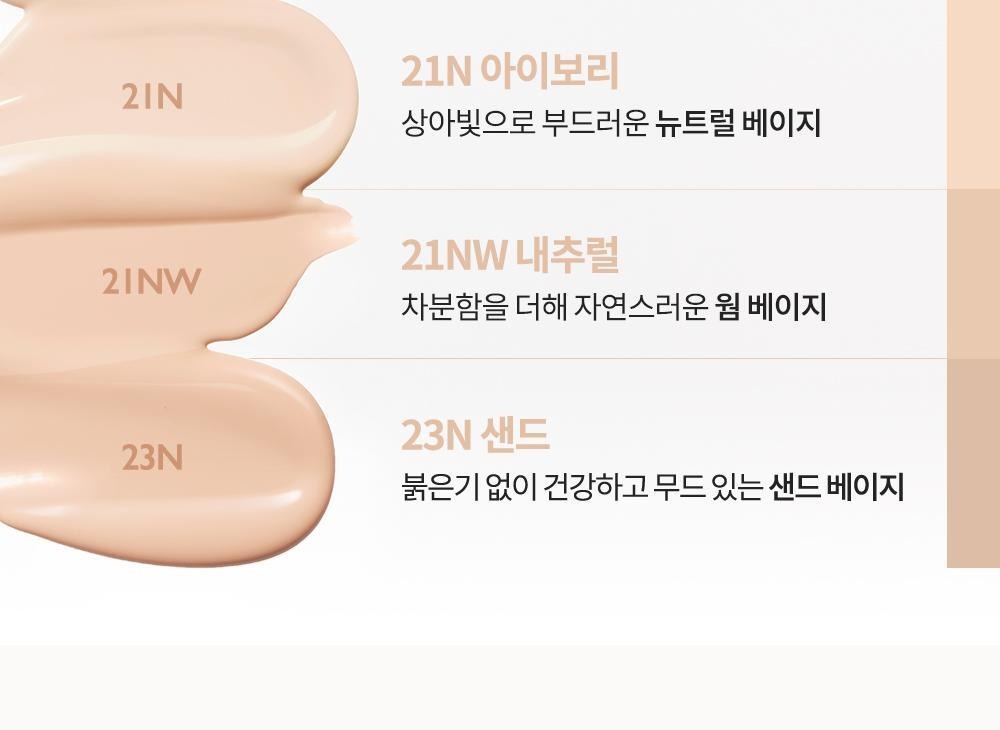 21N
21N 아이보리
상아빛으로 부드러운 뉴트럴 베이지
21NW
21NW 내추럴
차분함을 더해 자연스러운 웜 베이지
23N
23N 샌드
붉은기 없이 건강하고 무드 있는 샌드 베이지